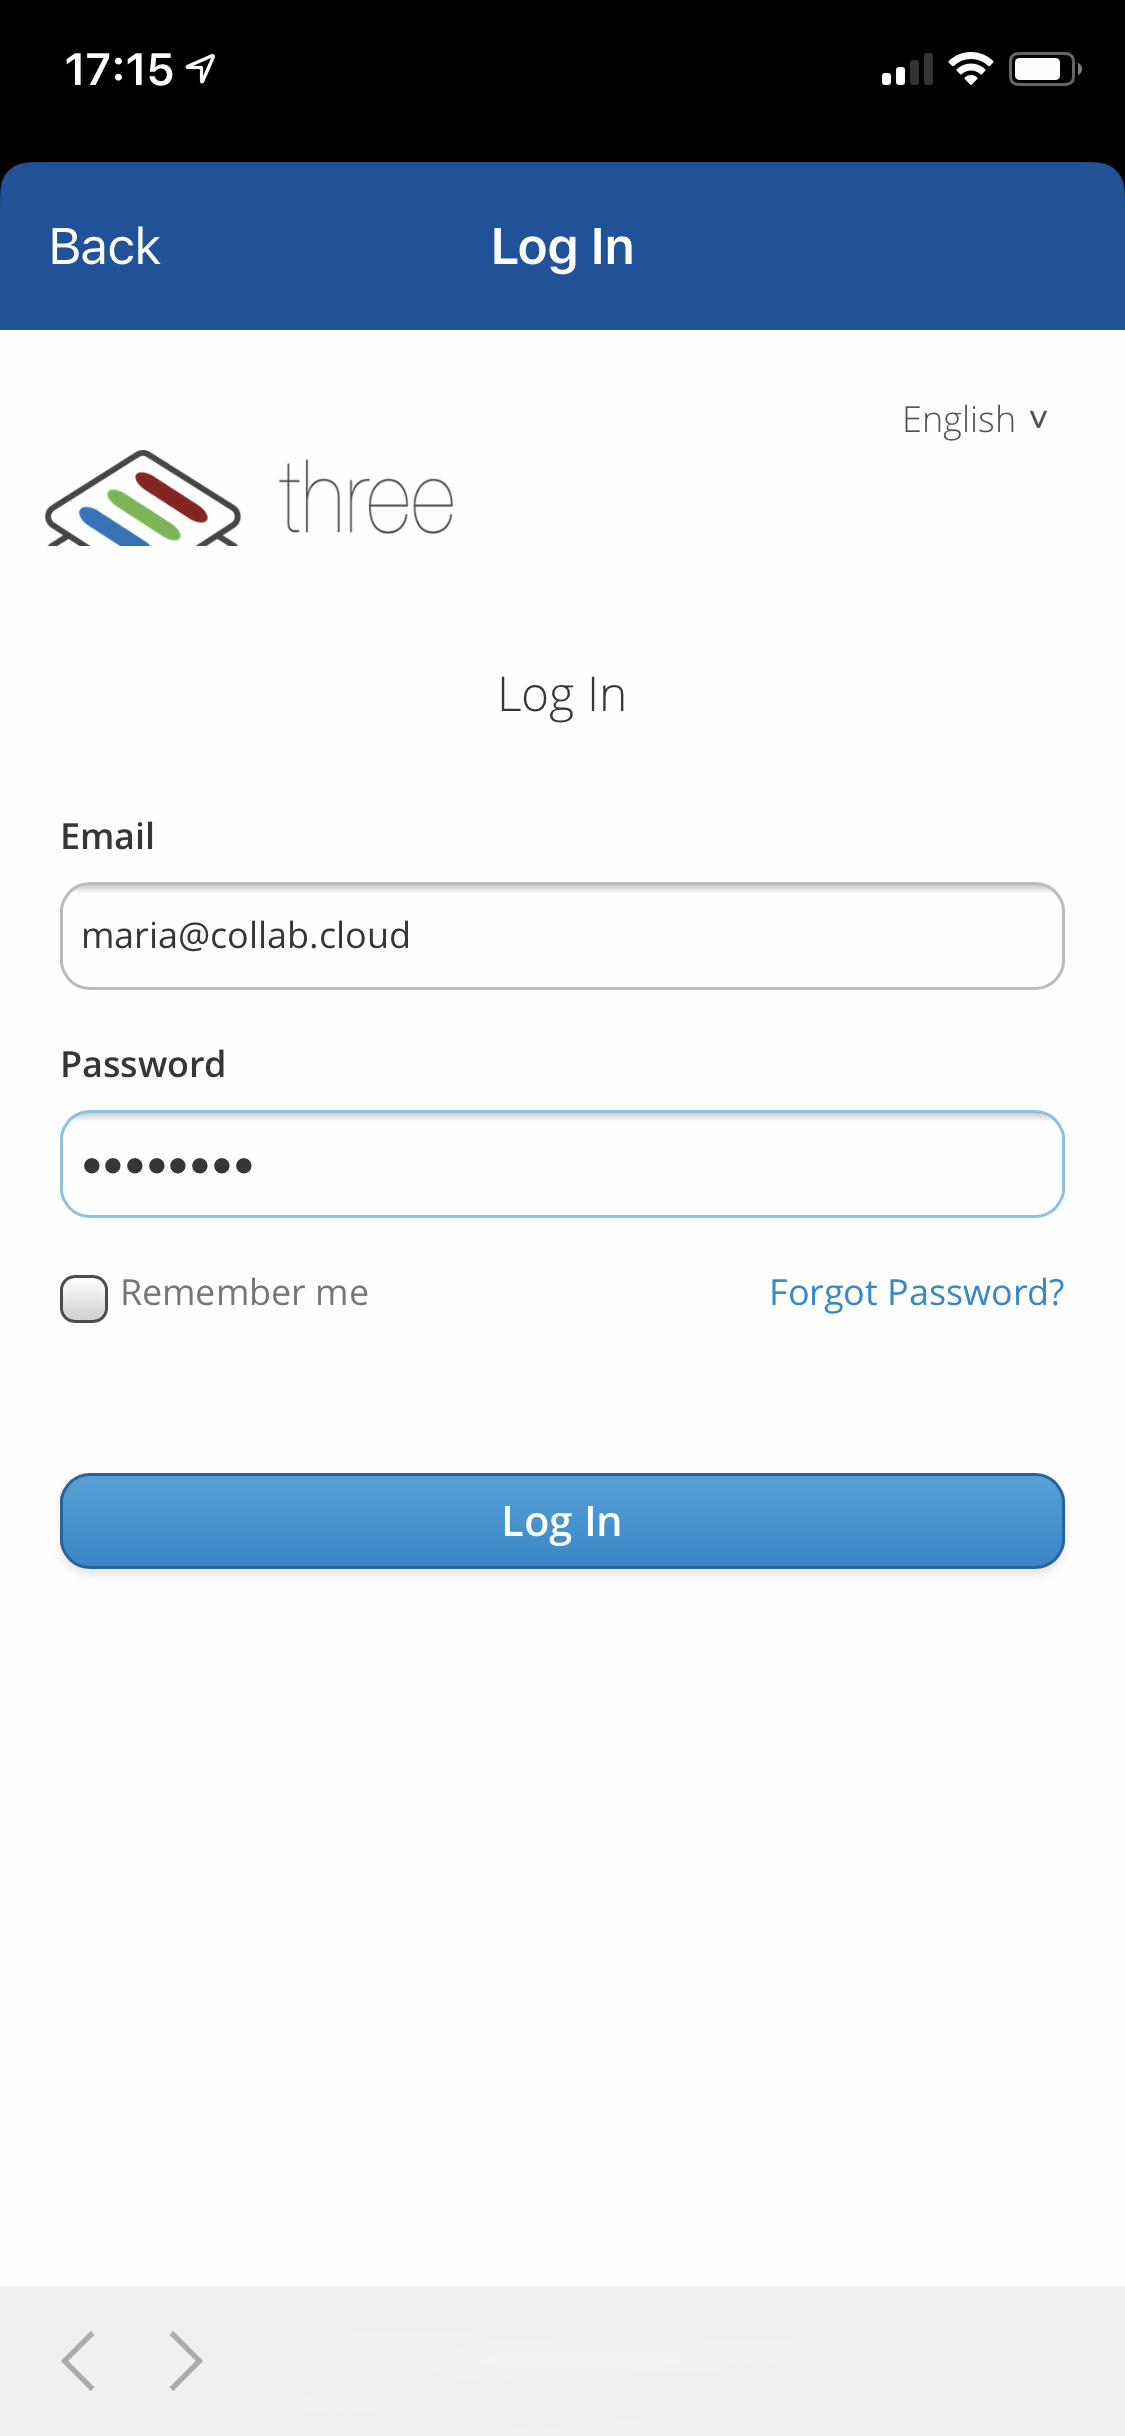 17:15
Back
Log In
English
three
Log In
Email
maria@collab.cloud
Password
••••••••
Remember me
Forgot Password?
Log In